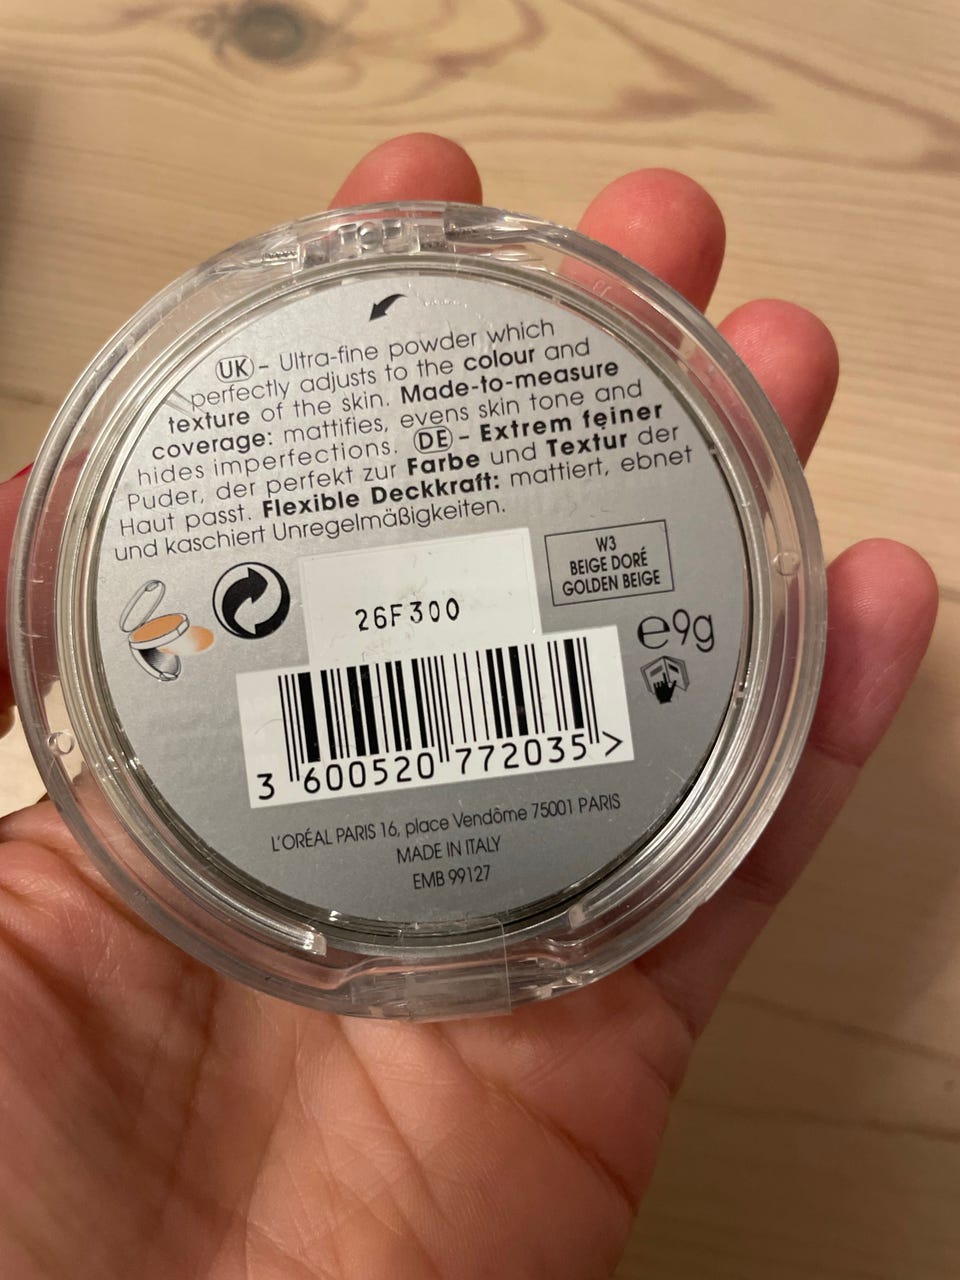 UK – Ultra-fine powder which
perfectly adjusts to the colour and
texture of the skin. Made-to-measure
coverage: mattifies, evens skin tone and
hides imperfections. DE – Extrem feiner
Puder, der perfekt zur Farbe und Textur der
Haut passt. Flexible Deckkraft: mattiert, ebnet
und kaschiert Unregelmäßigkeiten.
26F300
W3
BEIGE DORÉ
GOLDEN BEIGE
e9g
3 600520 772035 >
L'ORÉAL PARIS 16, place Vendôme 75001 PARIS
MADE IN ITALY
EMB 99127